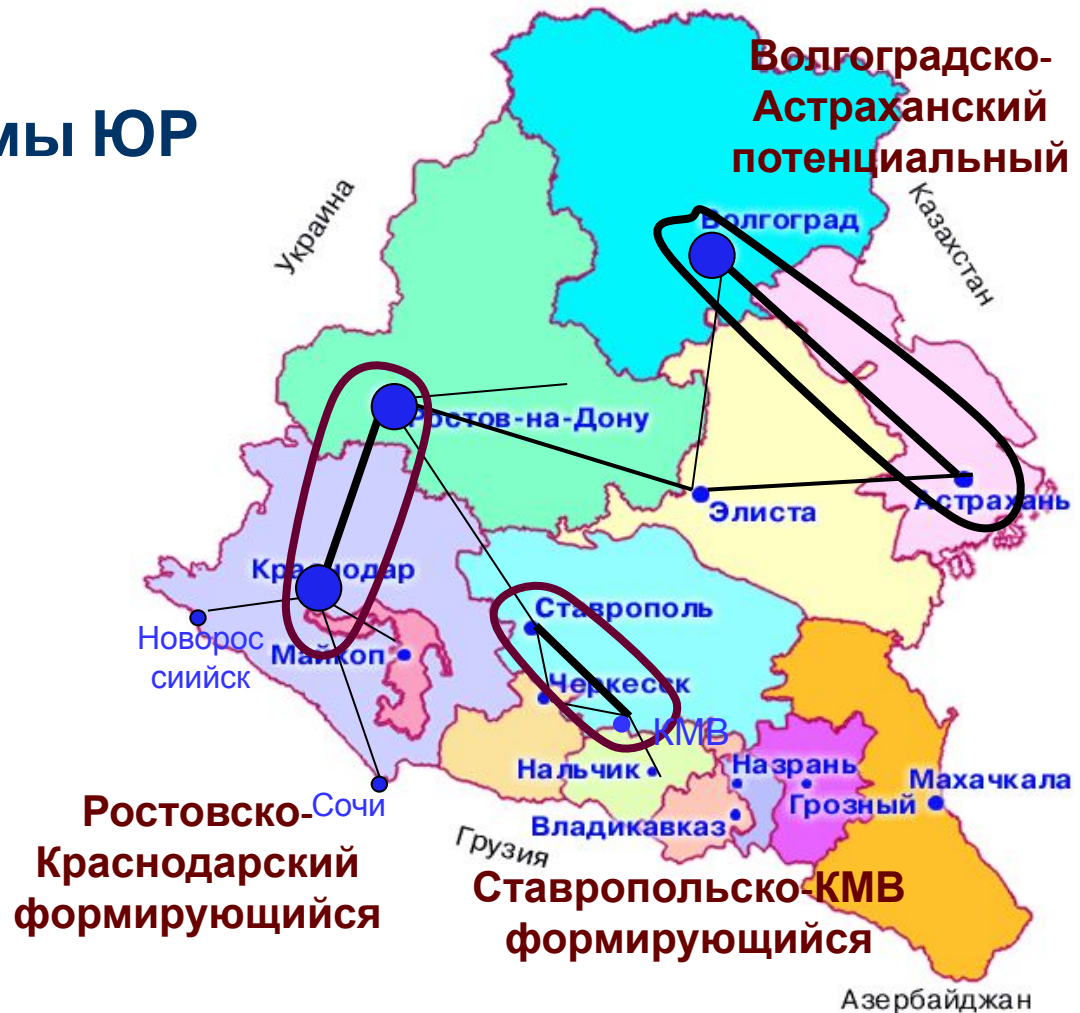 Волгоградско-
Астраханский
потенциальный
мы ЮР
Украина
Казахстан
Волгоград
Ростов-на-Дону
Элиста
Астрахань
Краснодар
Ставрополь
Новорос
сиийск
Майкоп
Черкесск
КМВ
Нальчик
Назрань
Махачкала
Грозный
Владикавказ
Сочи
Ростовско-
Краснодарский
формирующийся
Грузия
Ставропольско-КМВ
формирующийся
Азербайджан